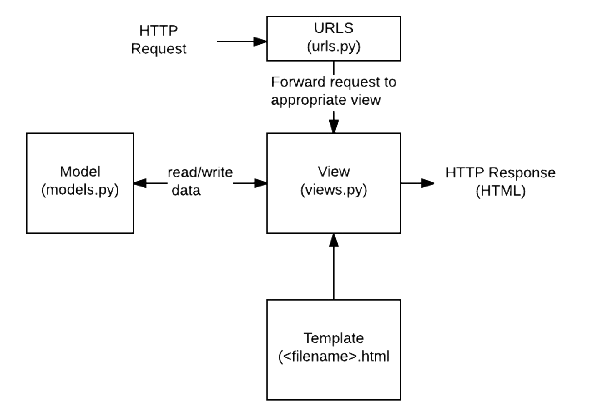 HTTP
Request
URLS
(urls.py)
Forward request to
appropriate view
Model
(models.py)
read/write
data
View
(views.py)
HTTP Response
(HTML)
Template
(<filename>.html